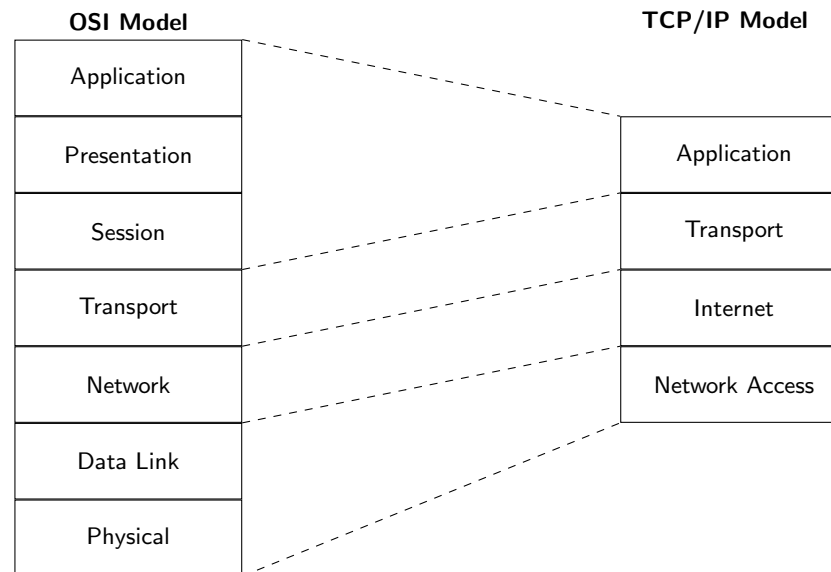 OSI Model
Application
Presentation
Session
Transport
Network
Data Link
Physical
TCP/IP Model
Application
Transport
Internet
Network Access